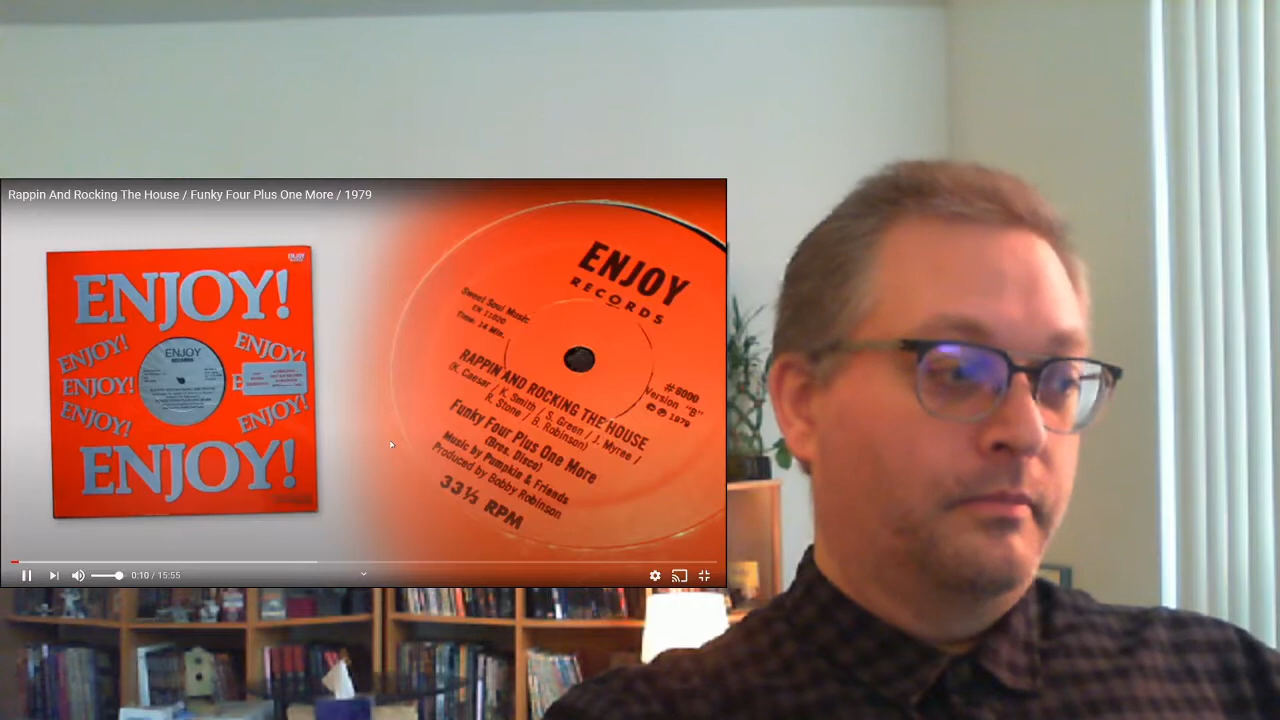 Rappin And Rocking The House / Funky Four Plus One More / 1979
ENJOY!
ENJOY!
ENJOY!
ENJOY!
ENJOY
ENJOY!
ENJOY!
ENJOY!
ENJOY
RECORDS
Sweet Soul Music
EN 11020
Time. 14 Min.
#8000
Version "B"
℗ © 1979
RAPPIN AND ROCKING THE HOUSE
(K. Caesar / K. Smith / S. Green / J. Myree /
R. Stone / B. Robinson)
Funky Four Plus One More
(Bres. Disco)
Music by Pumpkin & Friends
Produced by Bobby Robinson
33⅓ RPM
0:10 / 15:55